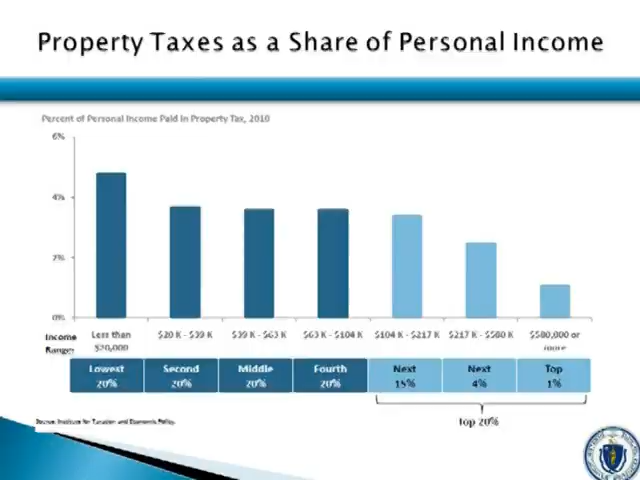 Property Taxes as a Share of Personal Income
Percent of Personal Income Paid in Property Tax, 2010
6%
4%
2%
0%
Income Range:
Less than $20,000
$20 K - $39 K
$39 K - $63 K
$63 K - $104 K
$104 K - $217 K
$217 K - $580 K
$580,000 or more
Lowest 20%
Second 20%
Middle 20%
Fourth 20%
Next 15%
Next 4%
Top 1%
Top 20%
Source: Institute for Taxation and Economic Policy.